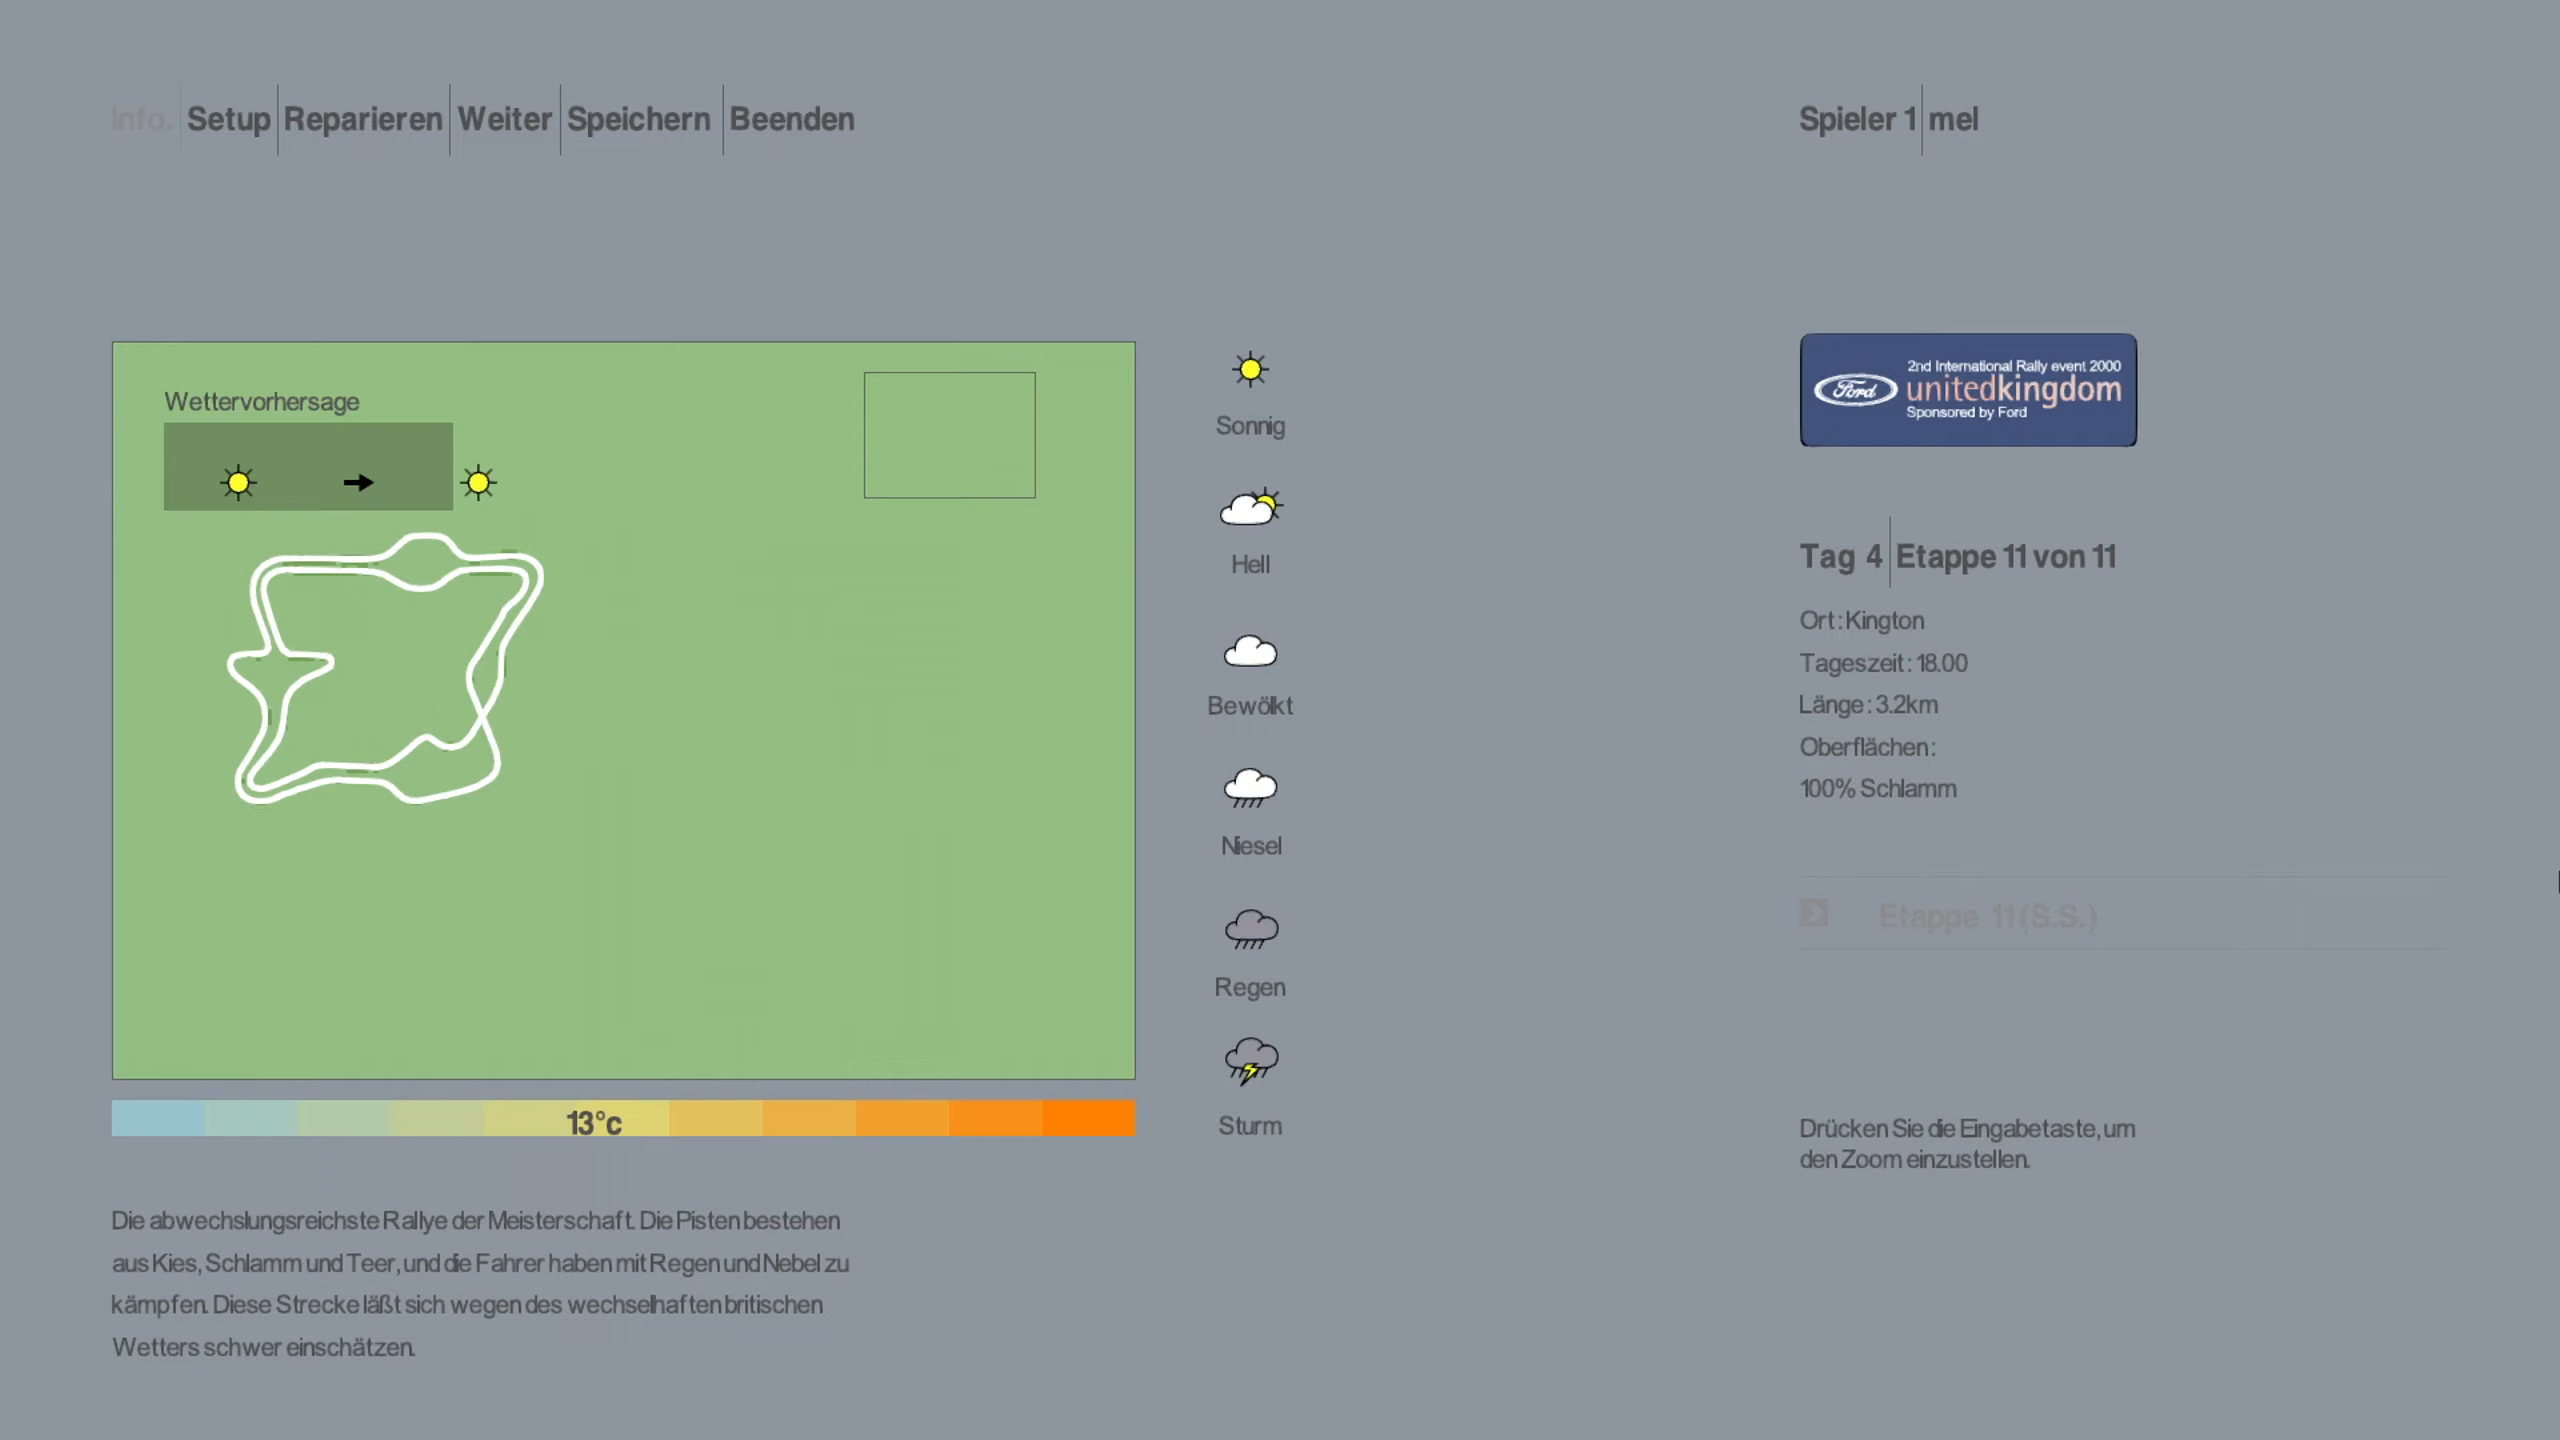 Info. Setup Reparieren Weiter Speichern Beenden
Spieler 1 mel
Wettervorhersage
Sonnig
Hell
Bewölkt
Niesel
Regen
Sturm
13°c
Die abwechslungsreichste Rallye der Meisterschaft. Die Pisten bestehen
aus Kies, Schlamm und Teer, und die Fahrer haben mit Regen und Nebel zu
kämpfen. Diese Strecke läßt sich wegen des wechselhaften britischen
Wetters schwer einschätzen.
Ford
2nd International Rally event 2000
unitedkingdom
Sponsored by Ford
Tag 4 Etappe 11 von 11
Ort: Kington
Tageszeit: 18.00
Länge: 3.2km
Oberflächen:
100% Schlamm
Etappe 11 (S.S.)
Drücken Sie die Eingabetaste, um
den Zoom einzustellen.